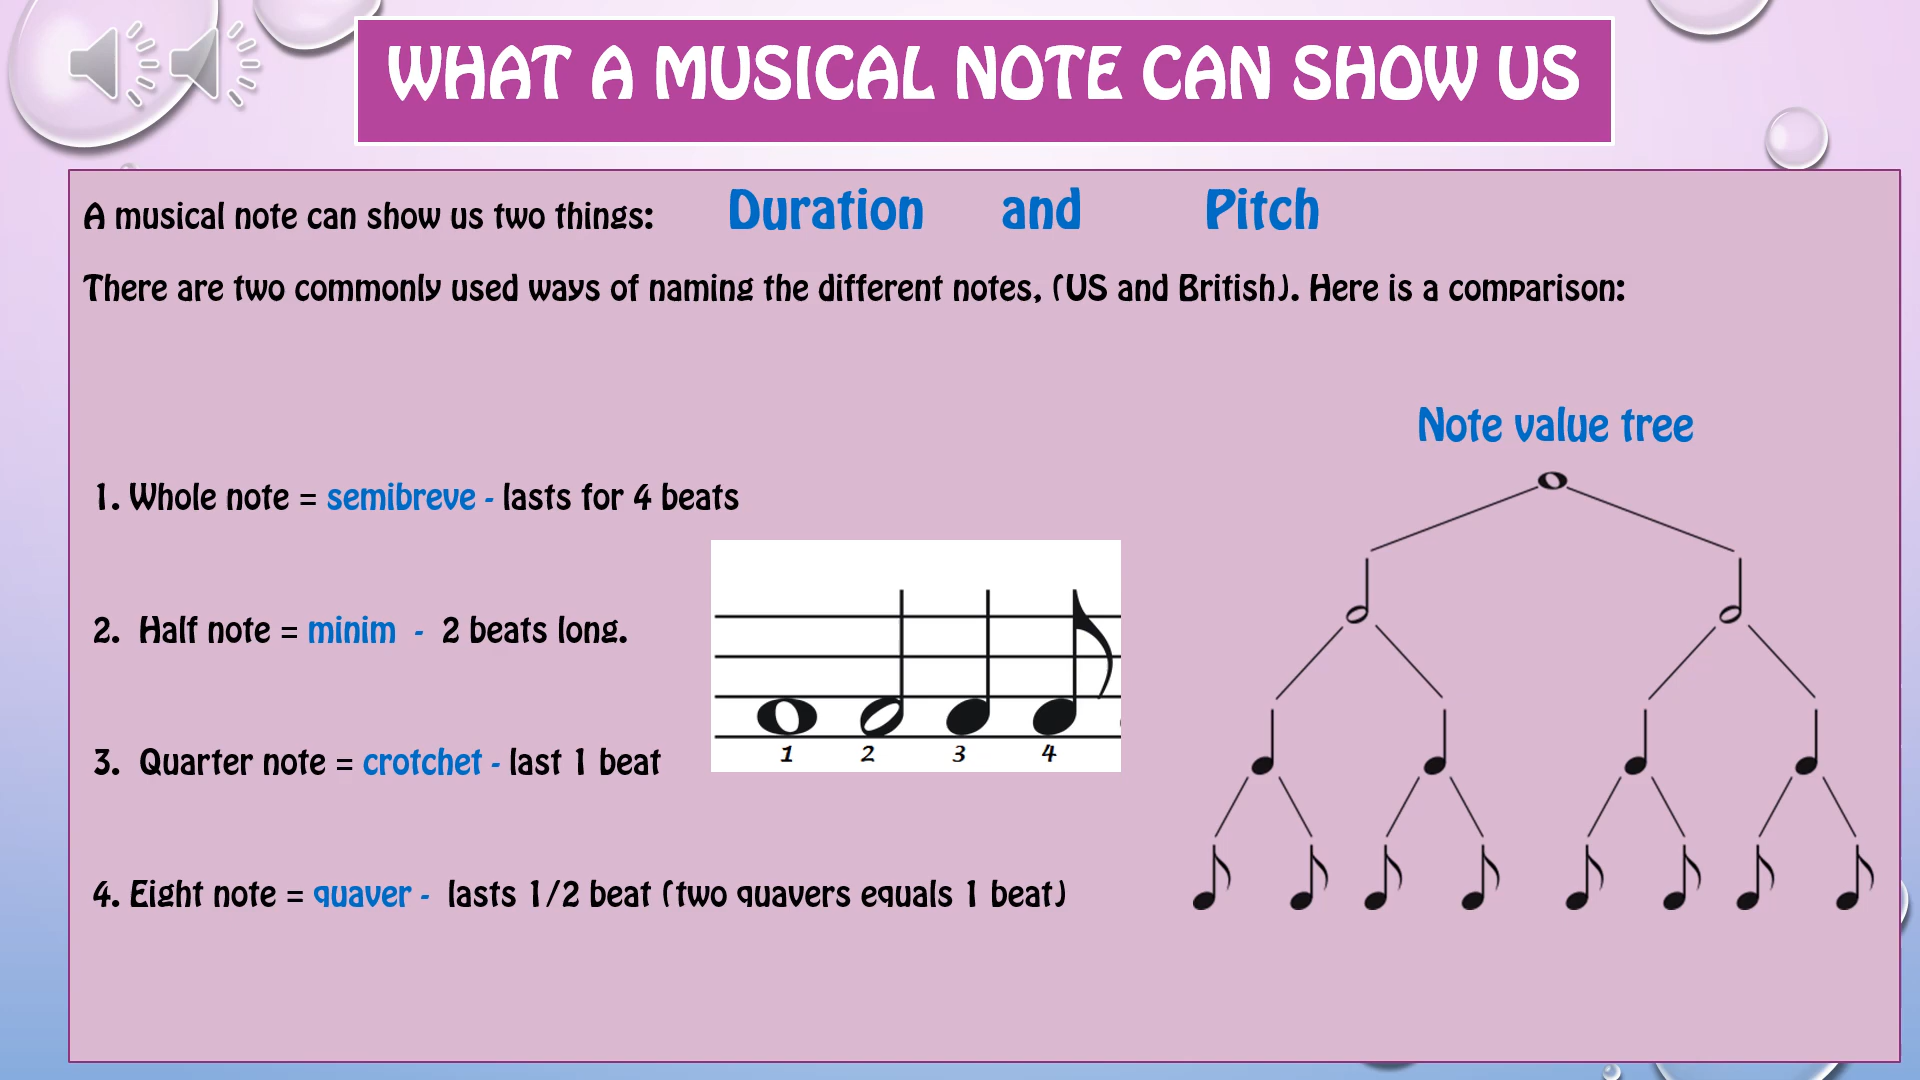 WHAT A MUSICAL NOTE CAN SHOW US
A musical note can show us two things: Duration and Pitch
There are two commonly used ways of naming the different notes, (US and British). Here is a comparison:
Note value tree
1. Whole note = semibreve - lasts for 4 beats
2. Half note = minim - 2 beats long.
3. Quarter note = crotchet - last 1 beat
4. Eight note = quaver - lasts 1/2 beat (two quavers equals 1 beat)
1 2 3 4